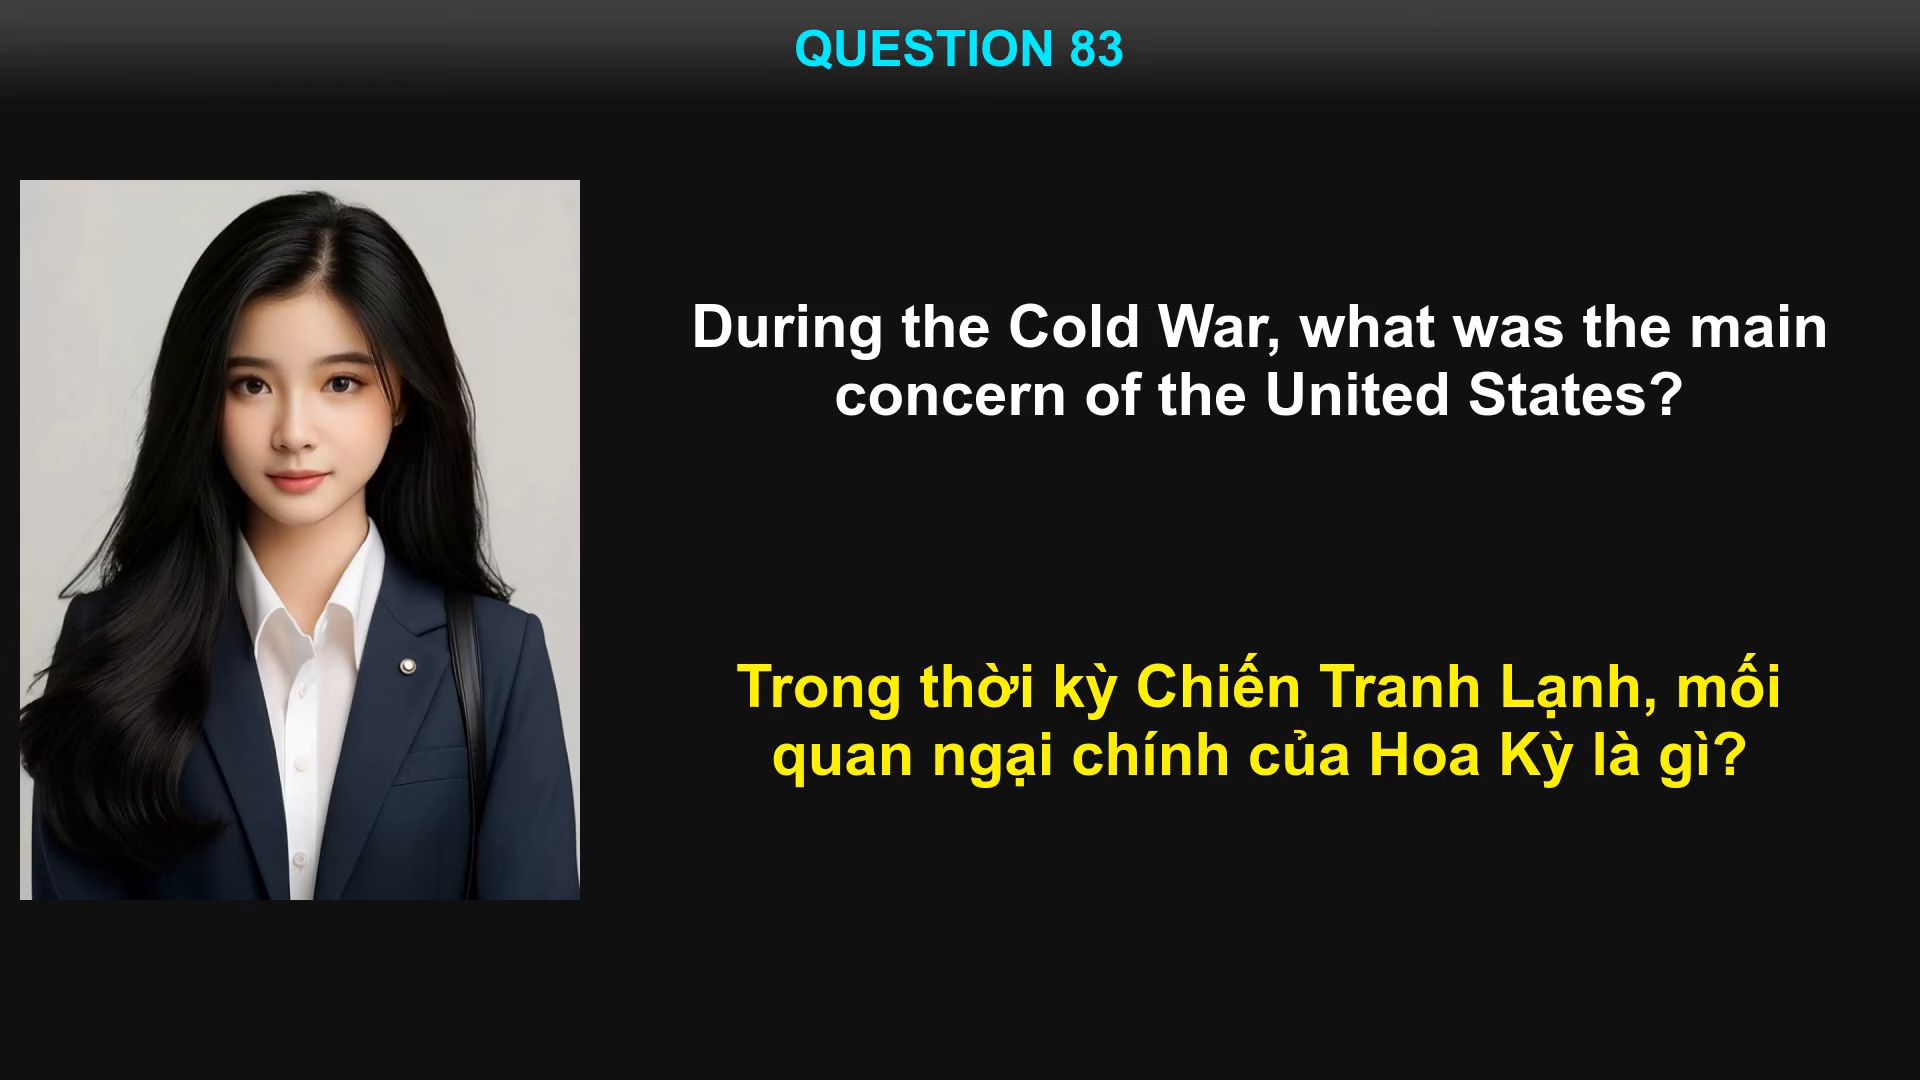 QUESTION 83
During the Cold War, what was the main
concern of the United States?
Trong thời kỳ Chiến Tranh Lạnh, mối
quan ngại chính của Hoa Kỳ là gì?